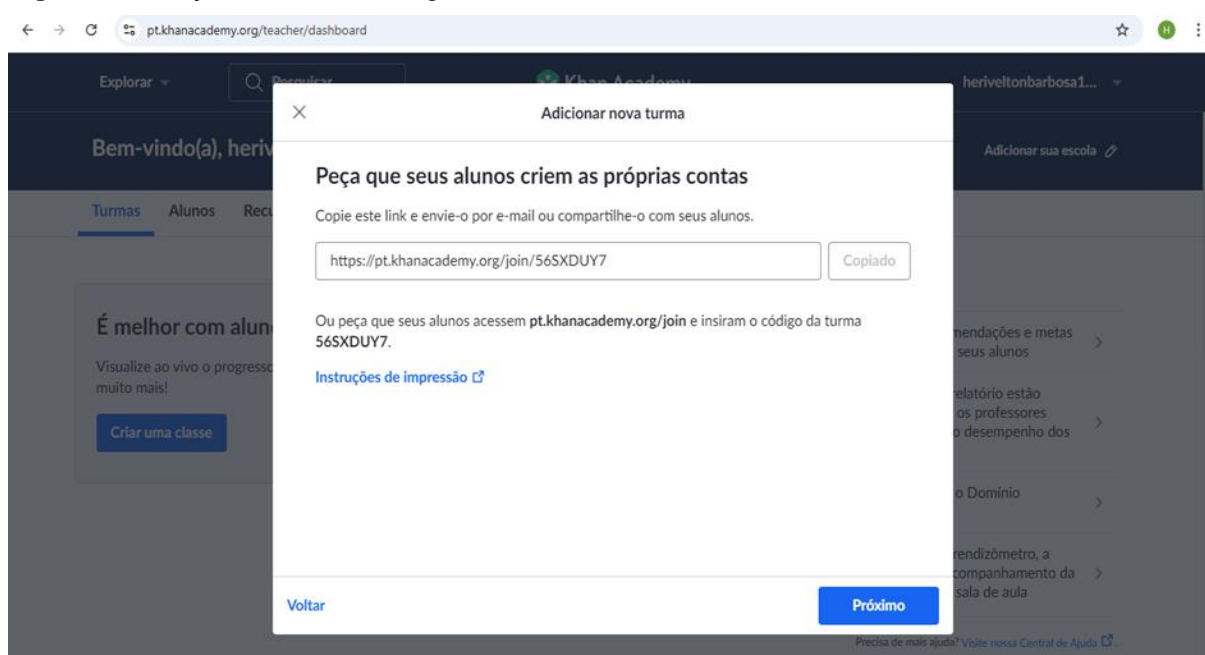 pt.khanacademy.org/teacher/dashboard
H
Explorar
Pesquisar
Khan Academy
heriveltonbarbosa1...
Adicionar nova turma
Bem-vindo(a), heriv
Adicionar sua escola
Peça que seus alunos criem as próprias contas
Turmas Alunos Recu
Copie este link e envie-o por e-mail ou compartilhe-o com seus alunos.
https://pt.khanacademy.org/join/56SXDUY7
Copiado
É melhor com alun
Visualize ao vivo o progresso
muito mais!
Criar uma classe
Ou peça que seus alunos acessem pt.khanacademy.org/join e insiram o código da turma
56SXDUY7.
Instruções de impressão
mendações e metas
seus alunos
relatório estão
os professores
o desempenho dos
o Domínio
rendizômetro, a
companhamento da
sala de aula
Voltar
Próximo
Precisa de mais ajuda? Visite nossa Central de Ajuda